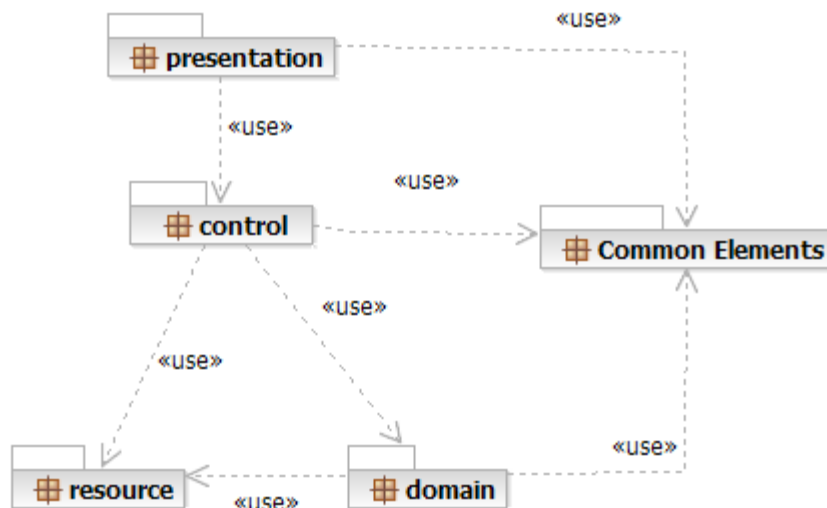 «use»
presentation
«use»
«use»
control
Common Elements
«use»
«use»
«use»
resource
domain
«use»